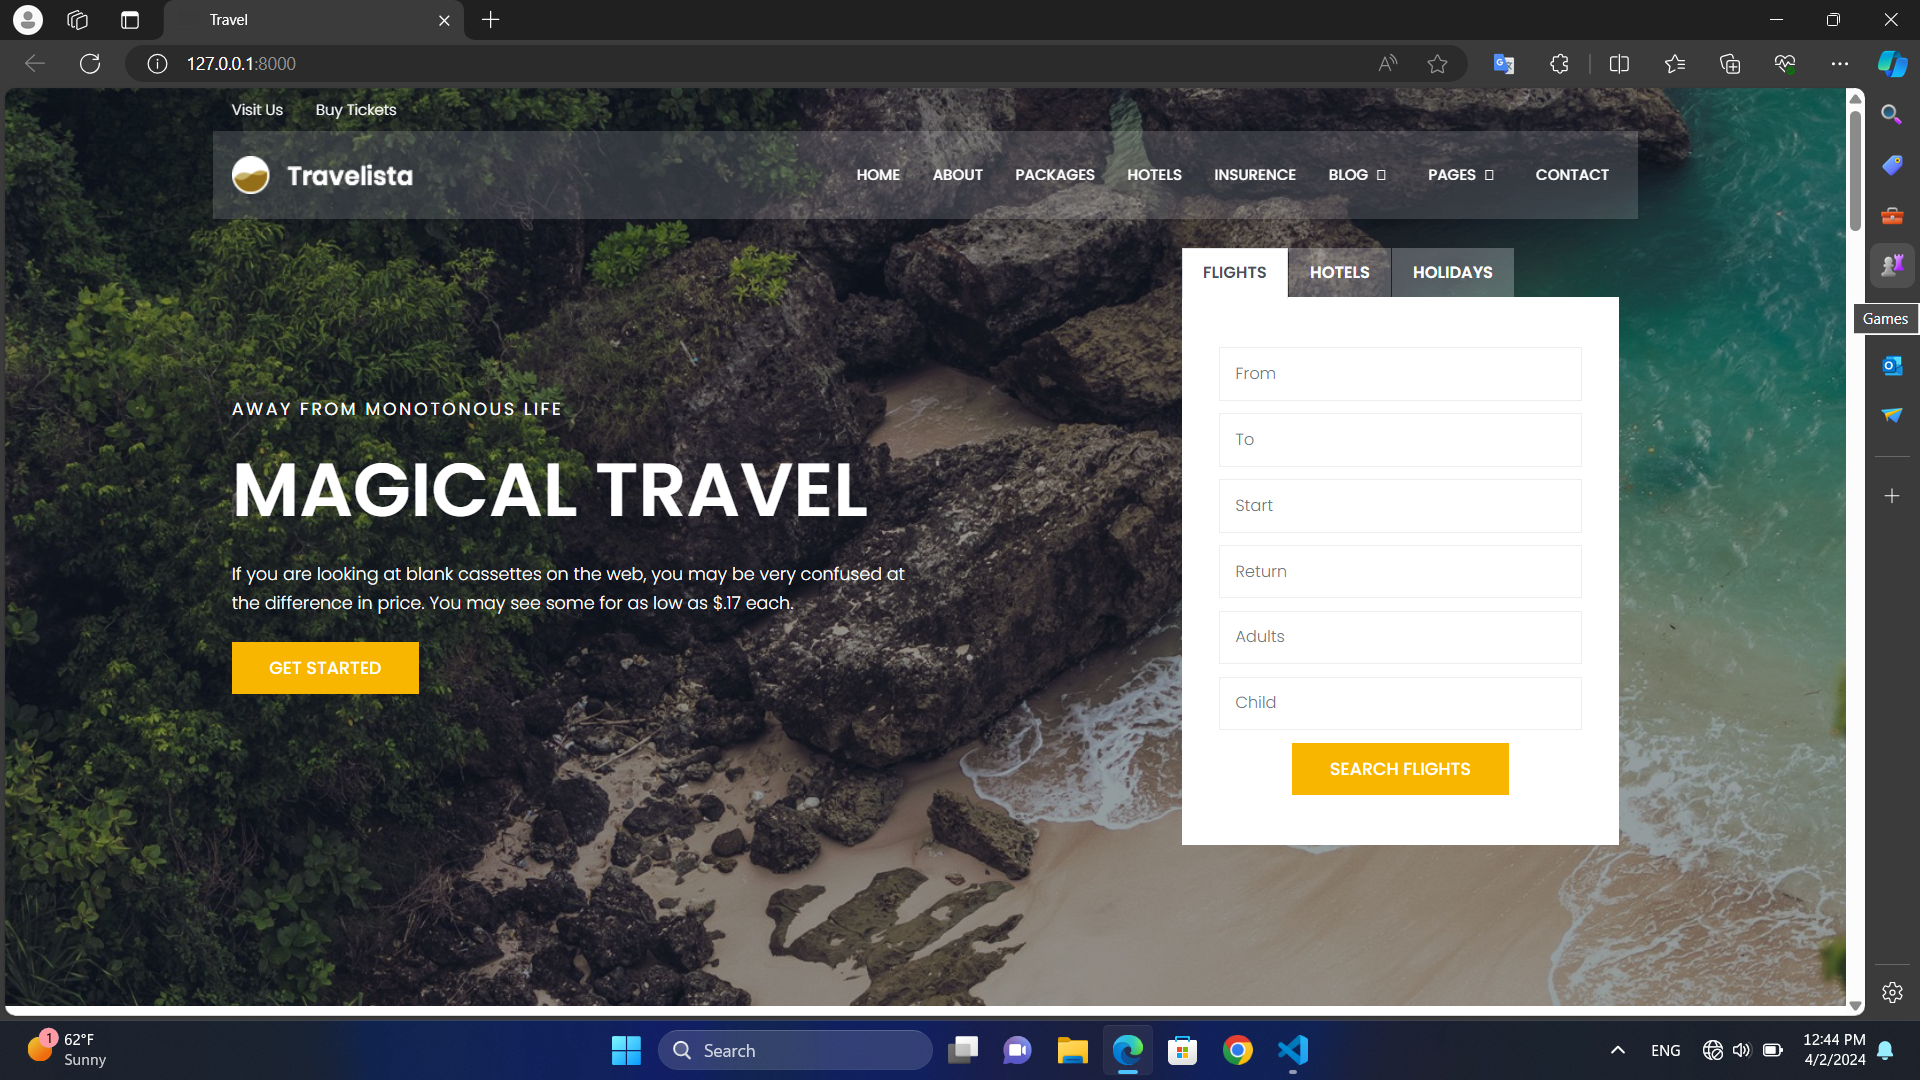 Travel
127.0.0.1:8000
Visit Us Buy Tickets
Travelista
HOME ABOUT PACKAGES HOTELS INSURENCE BLOG PAGES CONTACT
FLIGHTS HOTELS HOLIDAYS
Games
From
To
Start
Return
Adults
Child
SEARCH FLIGHTS
AWAY FROM MONOTONOUS LIFE
MAGICAL TRAVEL
If you are looking at blank cassettes on the web, you may be very confused at
the difference in price. You may see some for as low as $.17 each.
GET STARTED
1
62°F
Sunny
Search
ENG
12:44 PM
4/2/2024